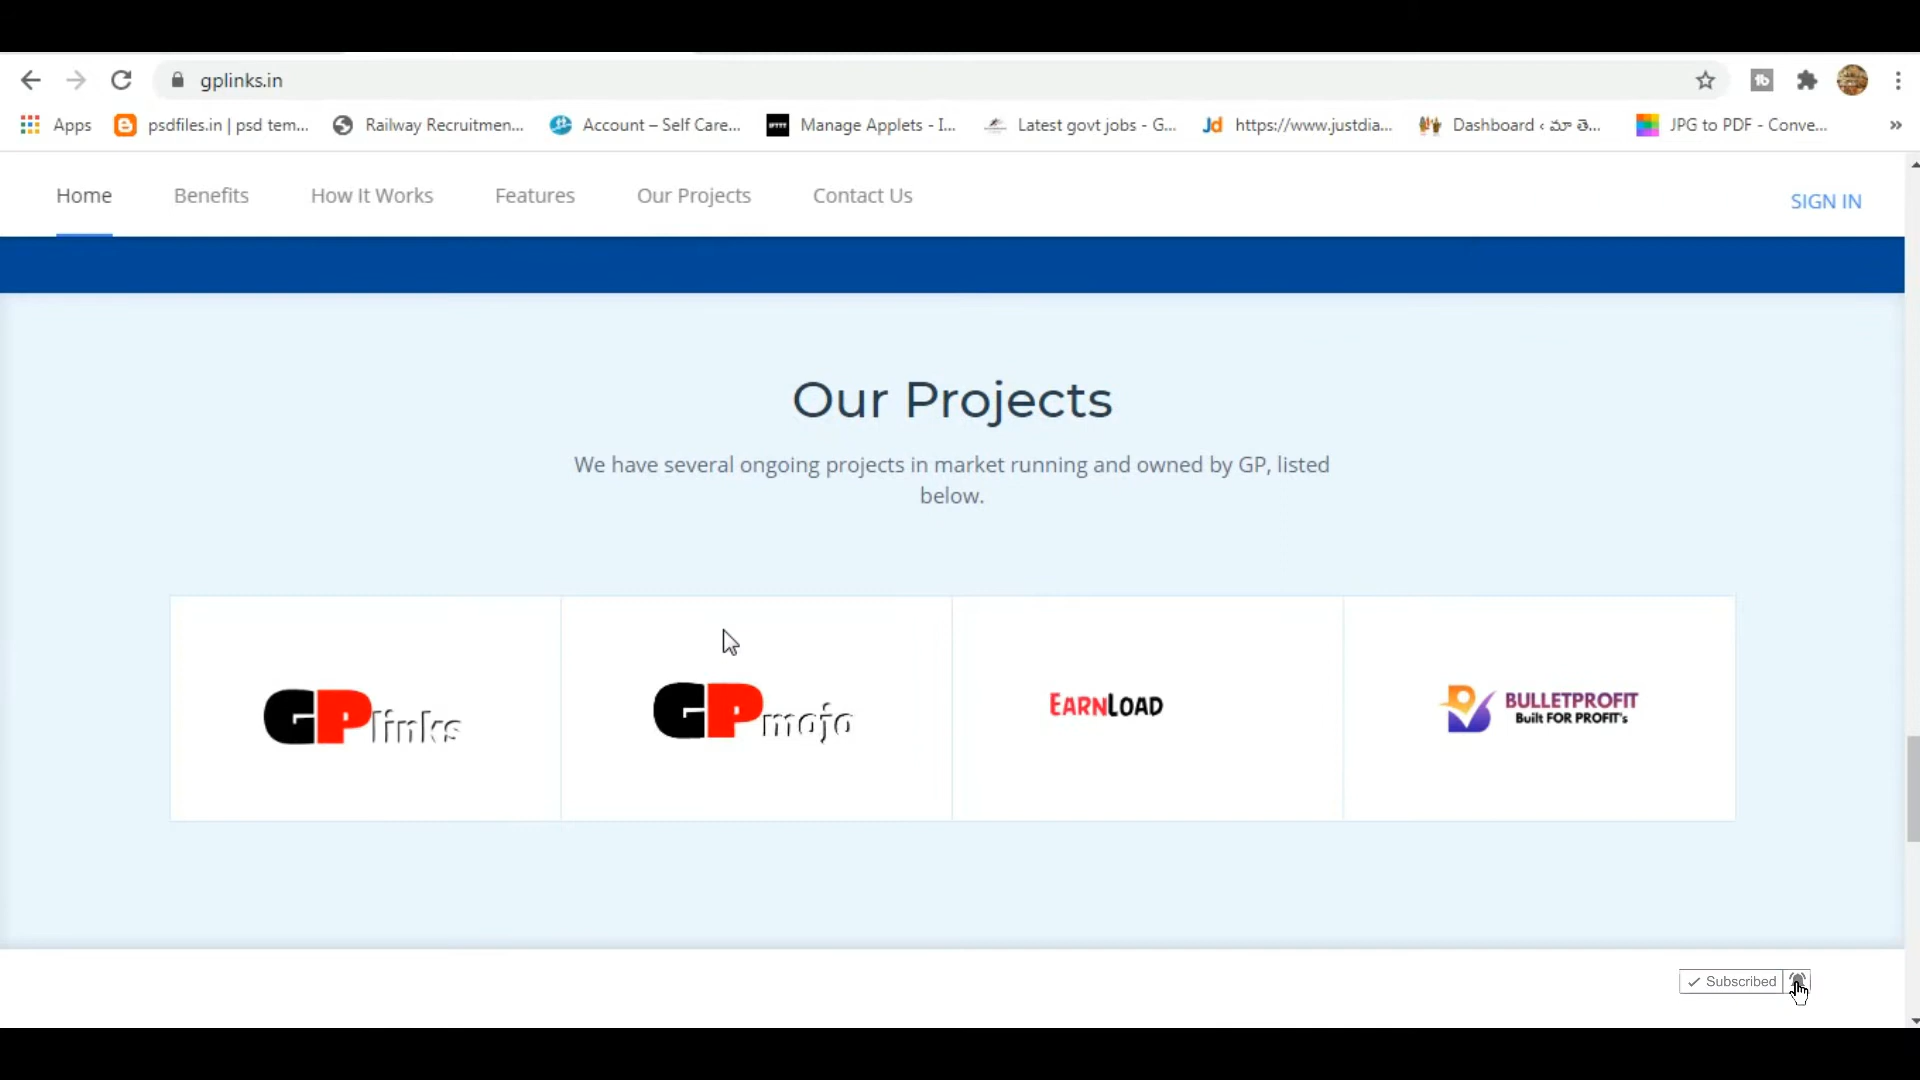 gplinks.in
Apps
psdfiles.in | psd tem...
Railway Recruitmen...
Account – Self Care...
IFTTT
Manage Applets - I...
Latest govt jobs - G...
Jd
https://www.justdia...
Dashboard ‹ మా తె...
JPG to PDF - Conve...
»
Home
Benefits
How It Works
Features
Our Projects
Contact Us
SIGN IN
Our Projects
We have several ongoing projects in market running and owned by GP, listed
below.
GPlinks
GPmojo
EARNLOAD
BULLETPROFIT
Built FOR PROFIT's
Subscribed